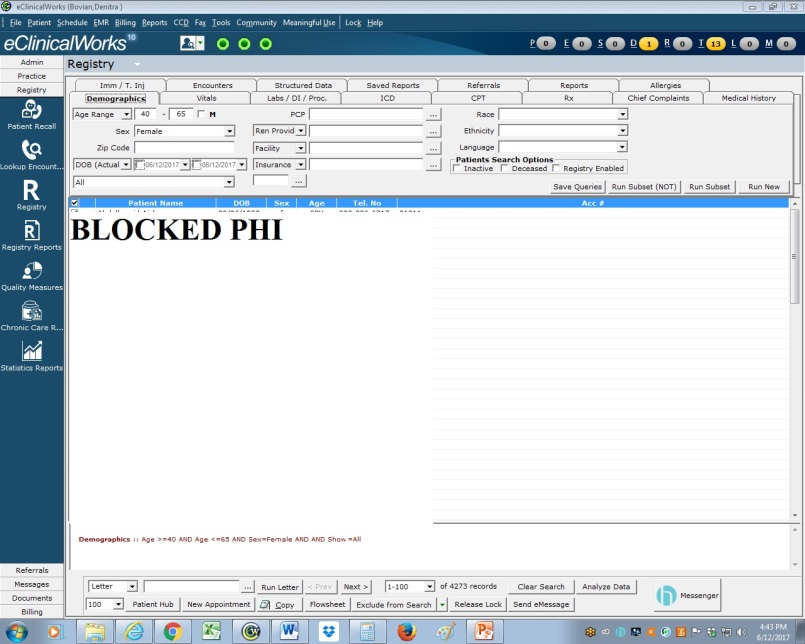 eClinicalWorks (Bovian,Denitra )
File Patient Schedule EMR Billing Reports CCD Fax Tools Community Meaningful Use Lock Help
eClinicalWorks 10
P 0 E 0 S 0 D 1 R 0 T 13 L 0 M 0
Admin
Practice
Registry
Patient Recall
Lookup Encount...
Registry
Registry Reports
Quality Measures
Chronic Care R...
Statistics Reports
Referrals
Messages
Documents
Billing
Registry
Imm / T. Inj Encounters Structured Data Saved Reports Referrals Reports Allergies
Demographics Vitals Labs / DI / Proc. ICD CPT Rx Chief Complaints Medical History
Age Range 40 - 65 M PCP ... Race
Sex Female Ren Provid ... Ethnicity
Zip Code Facility ... Language
DOB (Actual 06/12/2017 06/12/2017 Insurance ... Patients Search Options
Inactive Deceased Registry Enabled
All ...
Save Queries Run Subset (NOT) Run Subset Run New
Patient Name DOB Sex Age Tel. No Acc #
BLOCKED PHI
Demographics :: Age >=40 AND Age <=65 AND Sex=Female AND AND Show =All
Letter ... Run Letter < Prev Next > 1-100 of 4273 records Clear Search Analyze Data
Messenger
100 Patient Hub New Appointment Copy Flowsheet Exclude from Search Release Lock Send eMessage
4:43 PM
6/12/2017